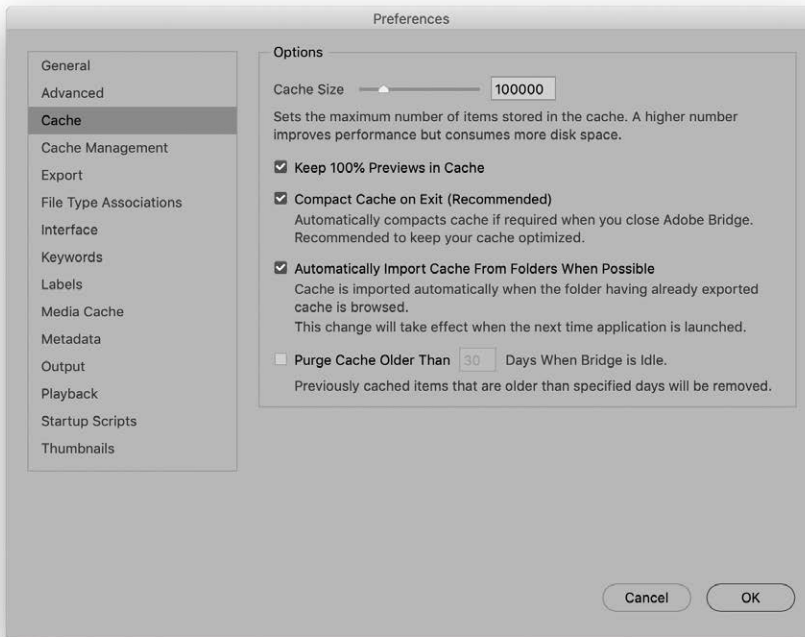 Preferences
General
Advanced
Cache
Cache Management
Export
File Type Associations
Interface
Keywords
Labels
Media Cache
Metadata
Output
Playback
Startup Scripts
Thumbnails
Options
Cache Size 100000
Sets the maximum number of items stored in the cache. A higher number
improves performance but consumes more disk space.
Keep 100% Previews in Cache
Compact Cache on Exit (Recommended)
Automatically compacts cache if required when you close Adobe Bridge.
Recommended to keep your cache optimized.
Automatically Import Cache From Folders When Possible
Cache is imported automatically when the folder having already exported
cache is browsed.
This change will take effect when the next time application is launched.
Purge Cache Older Than 30 Days When Bridge is Idle.
Previously cached items that are older than specified days will be removed.
Cancel OK